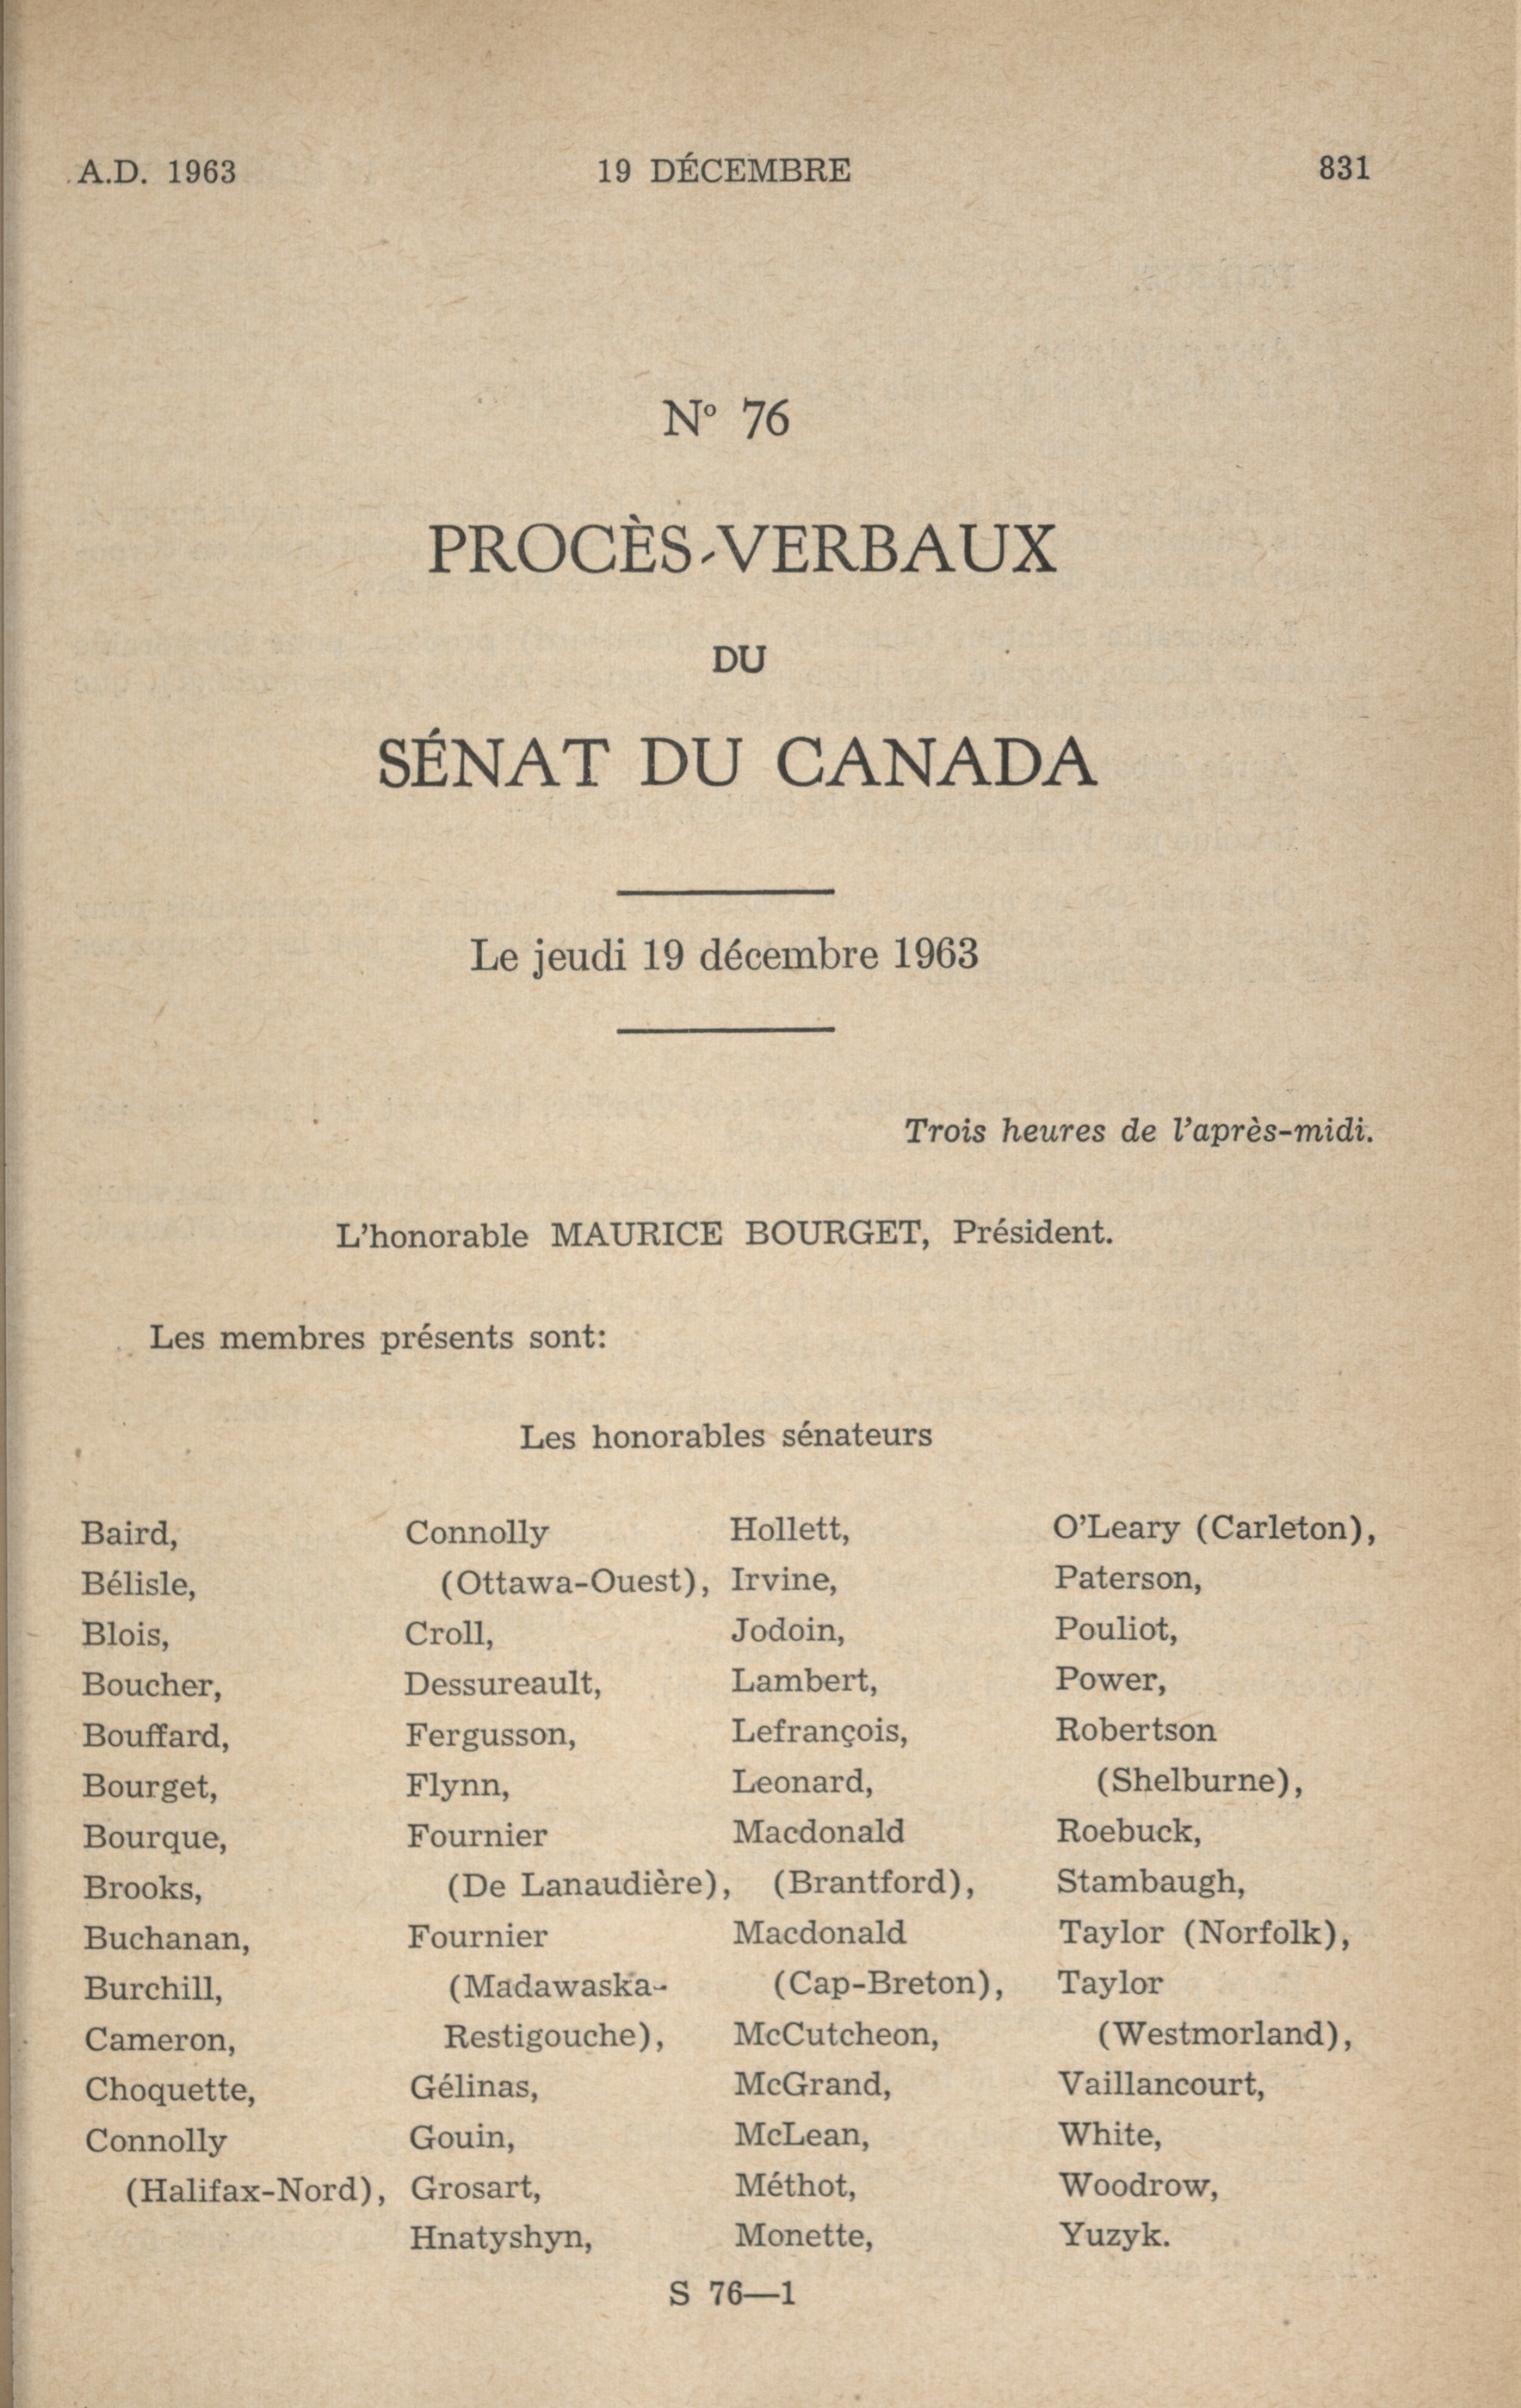 A.D. 1963 19 DÉCEMBRE 831
Nº 76
PROCÈS-VERBAUX
DU
SÉNAT DU CANADA
Le jeudi 19 décembre 1963
Trois heures de l'après-midi.
L'honorable MAURICE BOURGET, Président.
Les membres présents sont:
Les honorables sénateurs
Baird,
Bélisle,
Blois,
Boucher,
Bouffard,
Bourget,
Bourque,
Brooks,
Buchanan,
Burchill,
Cameron,
Choquette,
Connolly
(Halifax-Nord),
Connolly
(Ottawa-Ouest),
Croll,
Dessureault,
Fergusson,
Flynn,
Fournier
(De Lanaudière),
Fournier
(Madawaska-
Restigouche),
Gélinas,
Gouin,
Grosart,
Hnatyshyn,
Hollett,
Irvine,
Jodoin,
Lambert,
Lefrançois,
Leonard,
Macdonald
(Brantford),
Macdonald
(Cap-Breton),
McCutcheon,
McGrand,
McLean,
Méthot,
Monette,
O'Leary (Carleton),
Paterson,
Pouliot,
Power,
Robertson
(Shelburne),
Roebuck,
Stambaugh,
Taylor (Norfolk),
Taylor
(Westmorland),
Vaillancourt,
White,
Woodrow,
Yuzyk.
S 76—1